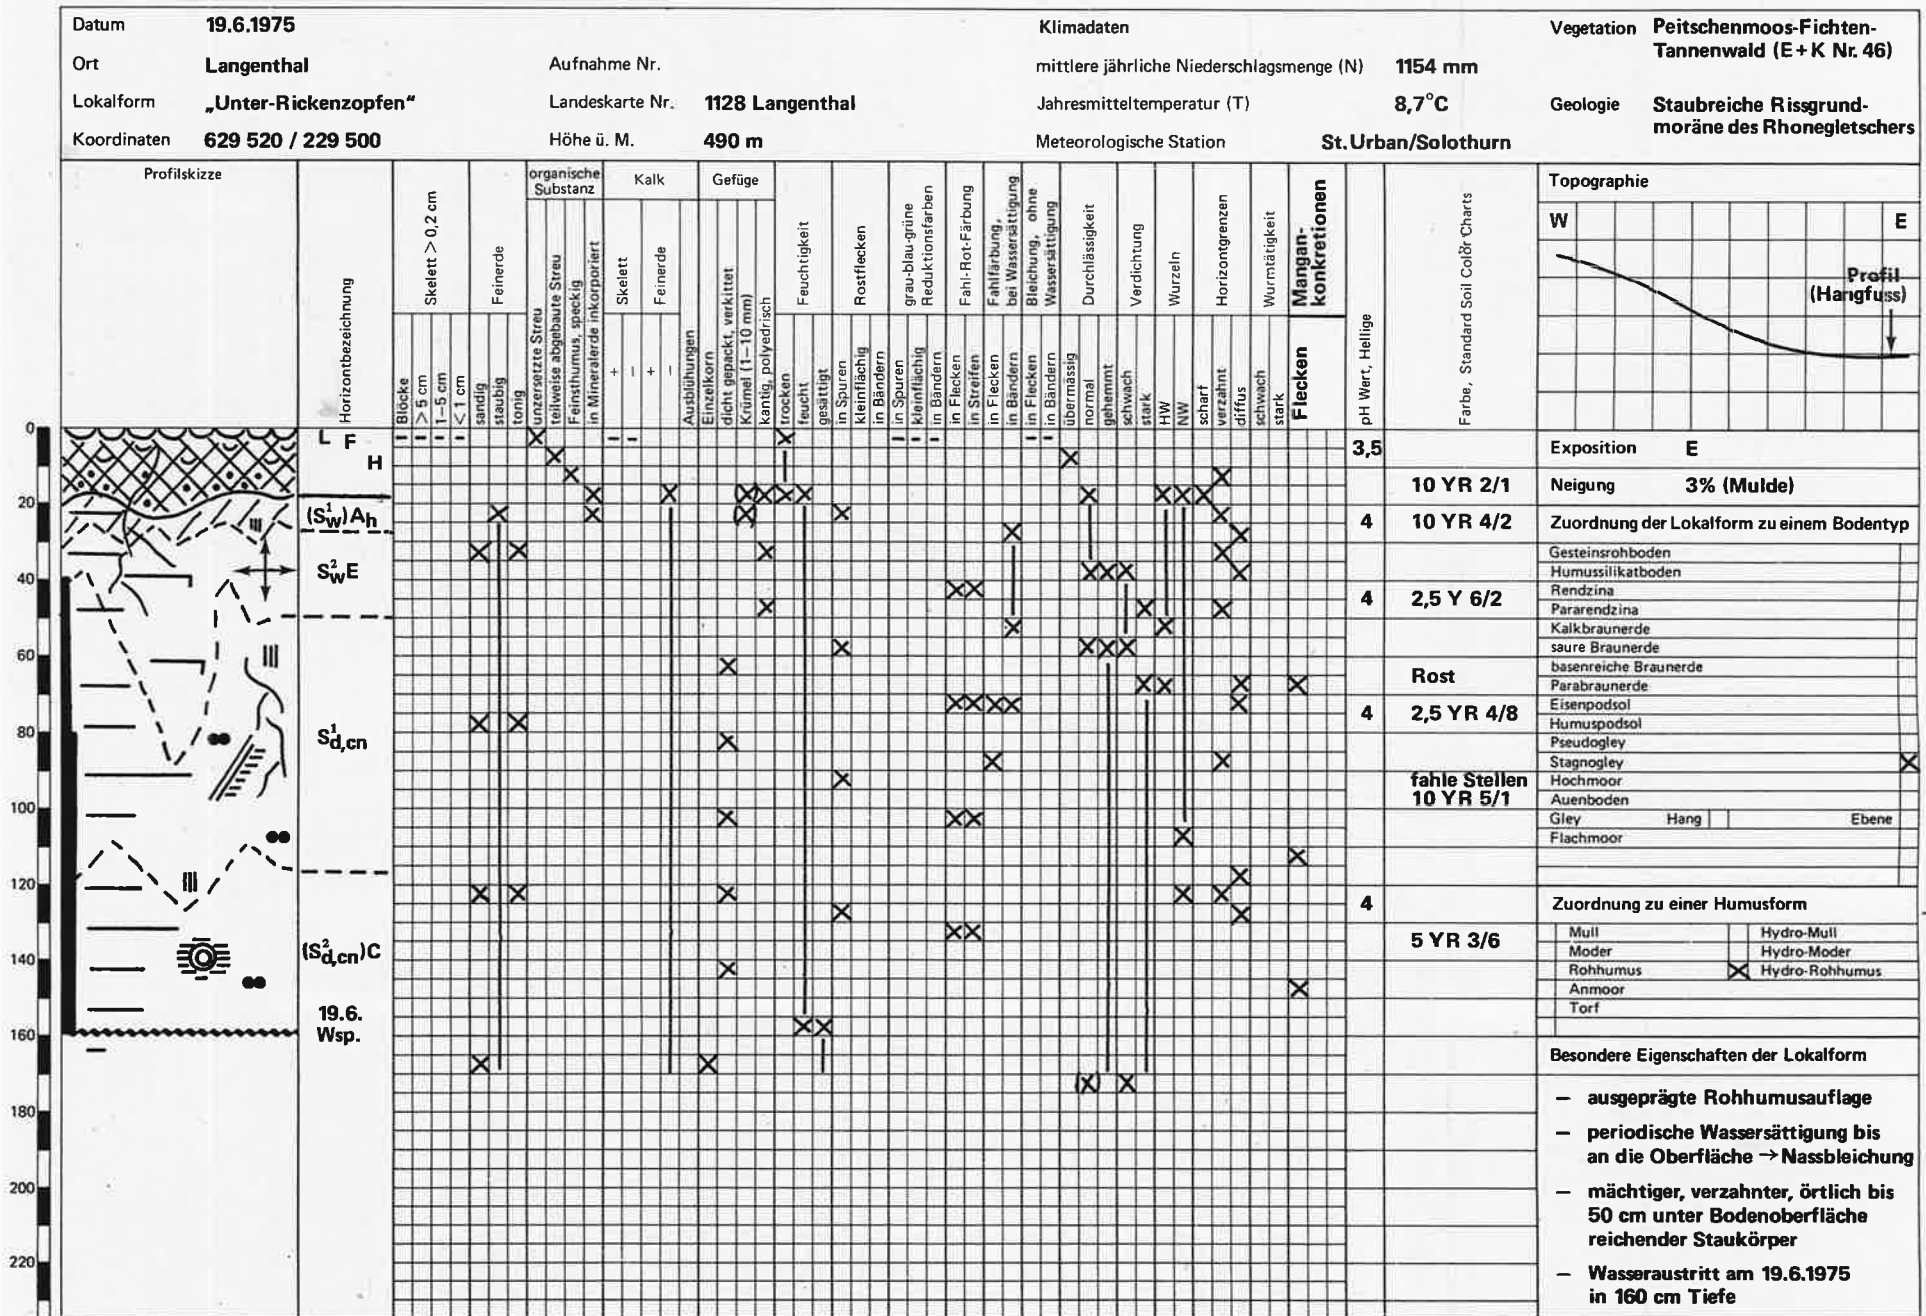 Datum 19.6.1975
Ort Langenthal
Lokalform „Unter-Rickenzopfen“
Koordinaten 629 520 / 229 500
Aufnahme Nr.
Landeskarte Nr. 1128 Langenthal
Höhe ü. M. 490 m
Klimadaten
mittlere jährliche Niederschlagsmenge (N) 1154 mm
Jahresmitteltemperatur (T) 8,7°C
Meteorologische Station St.Urban/Solothurn
Vegetation Peitschenmoos-Fichten-
Tannenwald (E+K Nr. 46)
Geologie Staubreiche Rissgrund-
moräne des Rhonegletschers
Profilskizze
Horizontbezeichnung
Skelett > 0,2 cm
Blöcke
> 5 cm
1–5 cm
< 1 cm
Feinerde
sandig
staubig
tonig
organische
Substanz
unzersetzte Streu
teilweise abgebaute Streu
Feinsthumus, speckig
in Mineralerde inkorporiert
Kalk
Skelett
+
–
Feinerde
+
–
Ausblühungen
Gefüge
Einzelkorn
dicht gepackt, verkittet
Krümel (1–10 mm)
kantig, polyedrisch
Feuchtigkeit
trocken
feucht
gesättigt
Rostflecken
in Spuren
kleinflächig
in Bändern
grau-blau-grüne
Reduktionsfarben
in Spuren
kleinflächig
in Bändern
Fahl-Rot-Färbung
in Flecken
in Streifen
Fahlfärbung,
bei Wassersättigung
in Flecken
in Bändern
Bleichung, ohne
Wassersättigung
in Flecken
in Bändern
Durchlässigkeit
übermässig
normal
gehemmt
Verdichtung
schwach
stark
Wurzeln
HW
NW
Horizontgrenzen
scharf
verzahnt
diffus
Wurmtätigkeit
schwach
stark
Mangan-
konkretionen
Flecken
pH Wert, Hellige
Farbe, Standard Soil Color Charts
0
20
40
60
80
100
120
140
160
180
200
220
L F
H
(S¹w)Ah
S²wE
S¹d,cn
(S²d,cn)C
19.6.
Wsp.
3,5
10 YR 2/1
4 10 YR 4/2
4 2,5 Y 6/2
Rost
4 2,5 YR 4/8
fahle Stellen
10 YR 5/1
4
5 YR 3/6
Topographie
W E
Profil
(Hangfuss)
Exposition E
Neigung 3% (Mulde)
Zuordnung der Lokalform zu einem Bodentyp
Gesteinsrohboden
Humussilikatboden
Rendzina
Pararendzina
Kalkbraunerde
saure Braunerde
basenreiche Braunerde
Parabraunerde
Eisenpodsol
Humuspodsol
Pseudogley
Stagnogley
Hochmoor
Auenboden
Gley Hang Ebene
Flachmoor
Zuordnung zu einer Humusform
Mull Hydro-Mull
Moder Hydro-Moder
Rohhumus Hydro-Rohhumus
Anmoor
Torf
Besondere Eigenschaften der Lokalform
– ausgeprägte Rohhumusauflage
– periodische Wassersättigung bis
an die Oberfläche → Nassbleichung
– mächtiger, verzahnter, örtlich bis
50 cm unter Bodenoberfläche
reichender Staukörper
– Wasseraustritt am 19.6.1975
in 160 cm Tiefe